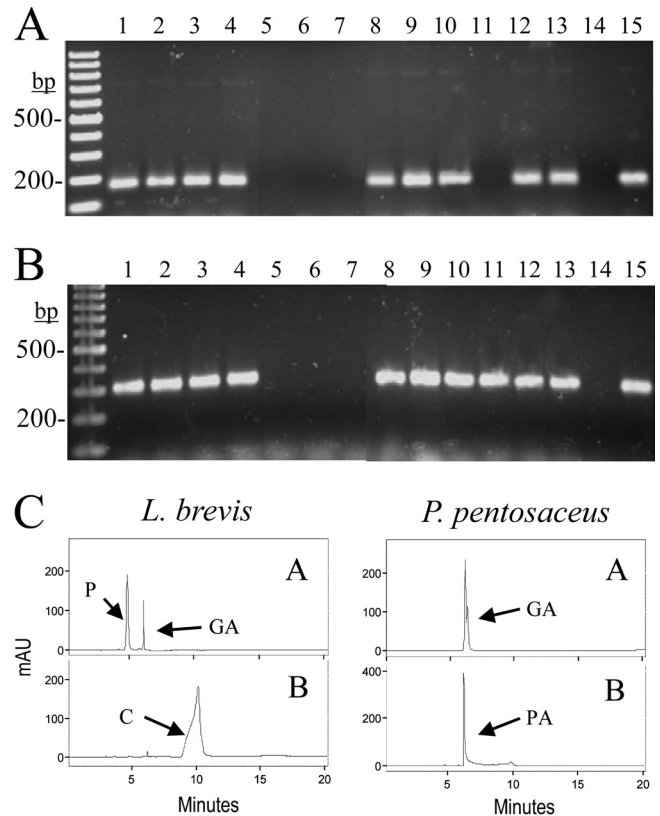 A
1 2 3 4 5 6 7 8 9 10 11 12 13 14 15
bp
500-
200-
B
1 2 3 4 5 6 7 8 9 10 11 12 13 14 15
bp
500-
200-
C
L. brevis
P. pentosaceus
mAU
200
100
0
P
GA
A
200
100
0
GA
A
200
100
0
C
B
5 10 15 20
Minutes
400
200
0
PA
B
5 10 15 20
Minutes